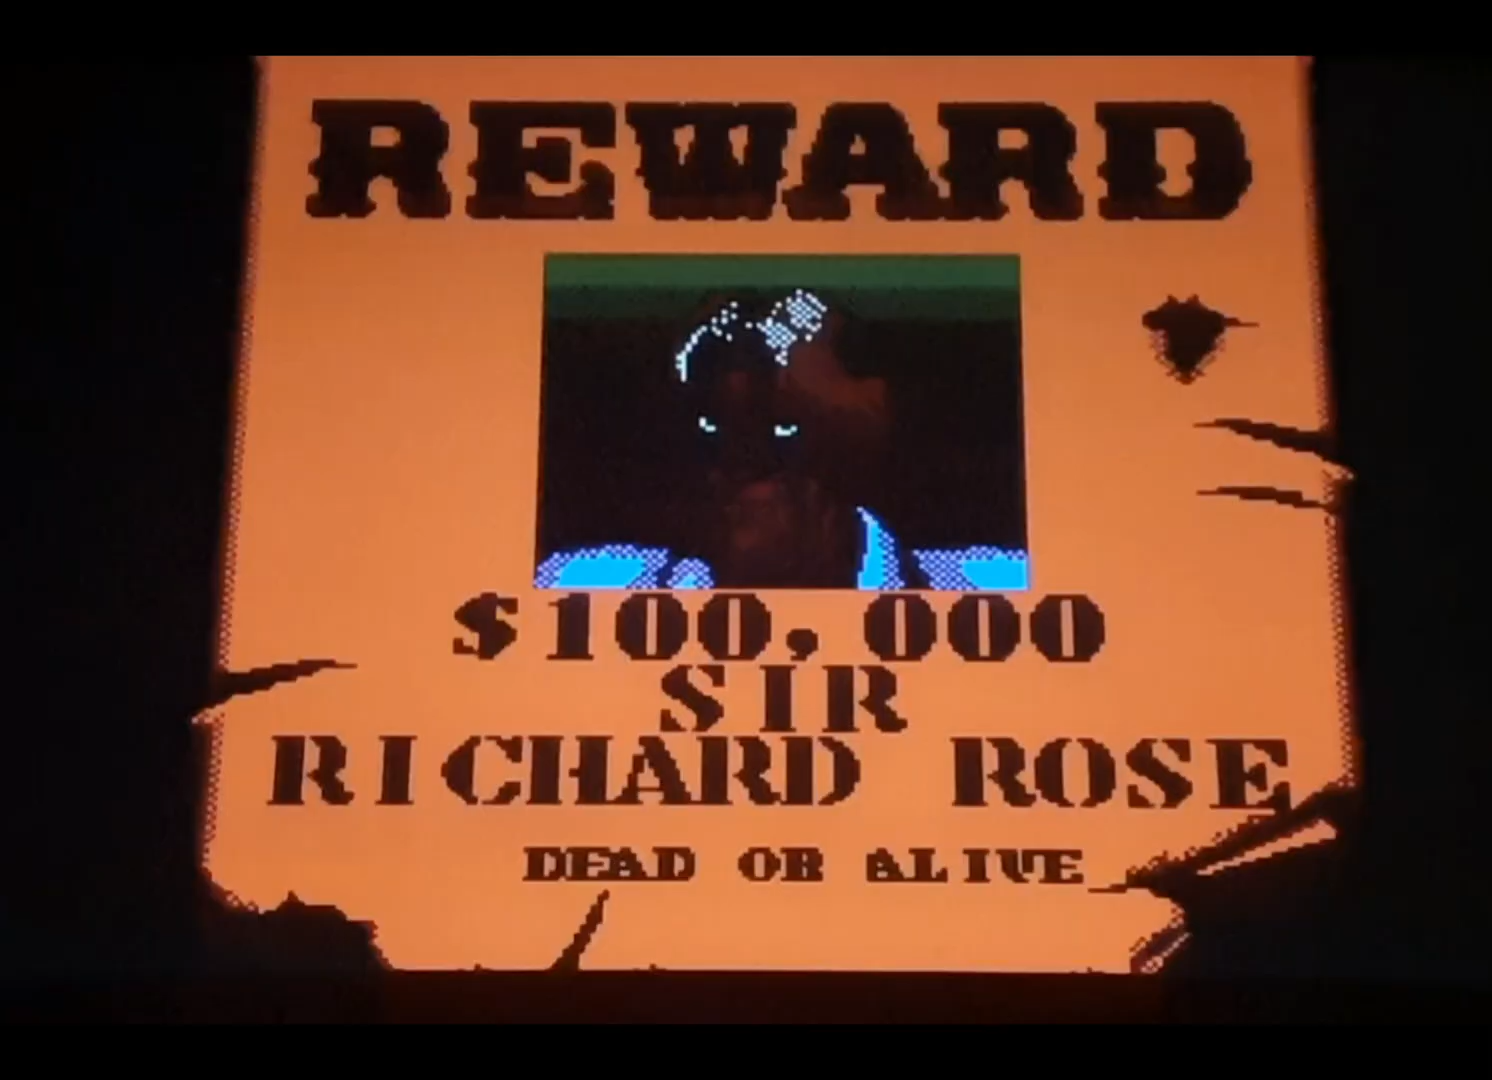 REWARD
$100,000
SIR
RICHARD ROSE
DEAD OR ALIVE